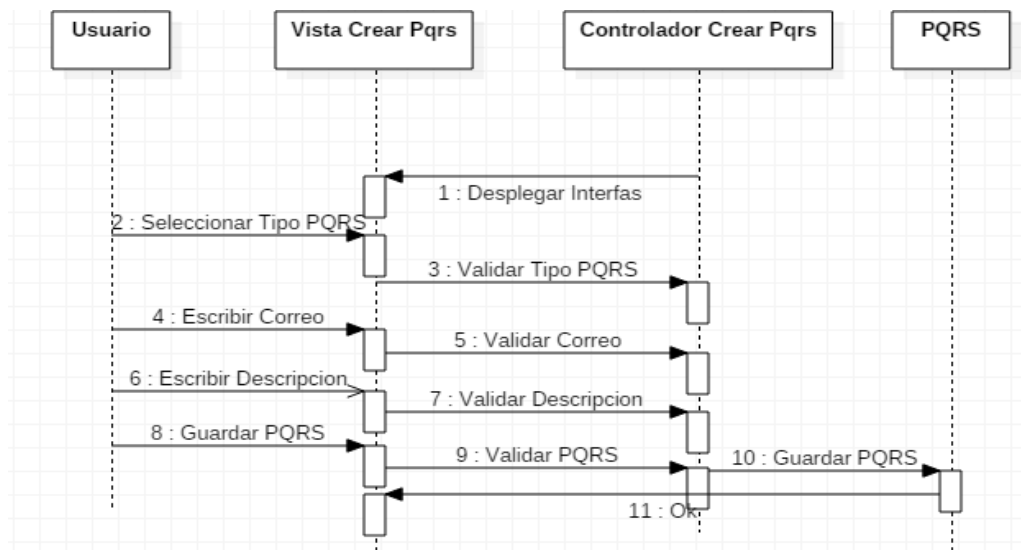 Usuario
Vista Crear Pqrs
Controlador Crear Pqrs
PQRS
1 : Desplegar Interfas
2 : Seleccionar Tipo PQRS
3 : Validar Tipo PQRS
4 : Escribir Correo
5 : Validar Correo
6 : Escribir Descripcion
7 : Validar Descripcion
8 : Guardar PQRS
9 : Validar PQRS
10 : Guardar PQRS
11 : Ok